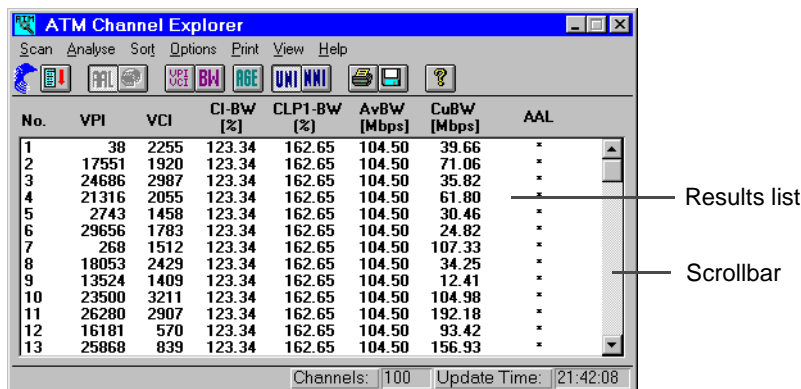 ATM
ATM Channel Explorer
Scan Analyse Sort Options Print View Help
AAL VPI VCI BW AGE UNI NNI ?
No. VPI VCI CI-BW [%] CLP1-BW (%) AvBW [Mbps] CuBW [Mbps] AAL
1 38 2255 123.34 162.65 104.50 39.66 *
2 17551 1920 123.34 162.65 104.50 71.06 *
3 24686 2987 123.34 162.65 104.50 35.82 *
4 21316 2055 123.34 162.65 104.50 61.80 *
5 2743 1458 123.34 162.65 104.50 30.46 *
6 29656 1783 123.34 162.65 104.50 24.82 *
7 268 1512 123.34 162.65 104.50 107.33 *
8 18053 2429 123.34 162.65 104.50 34.25 *
9 13524 1409 123.34 162.65 104.50 12.41 *
10 23500 3211 123.34 162.65 104.50 104.98 *
11 26280 2907 123.34 162.65 104.50 192.18 *
12 16181 570 123.34 162.65 104.50 93.42 *
13 25868 839 123.34 162.65 104.50 156.93 *
Results list
Scrollbar
Channels: 100 Update Time: 21:42:08